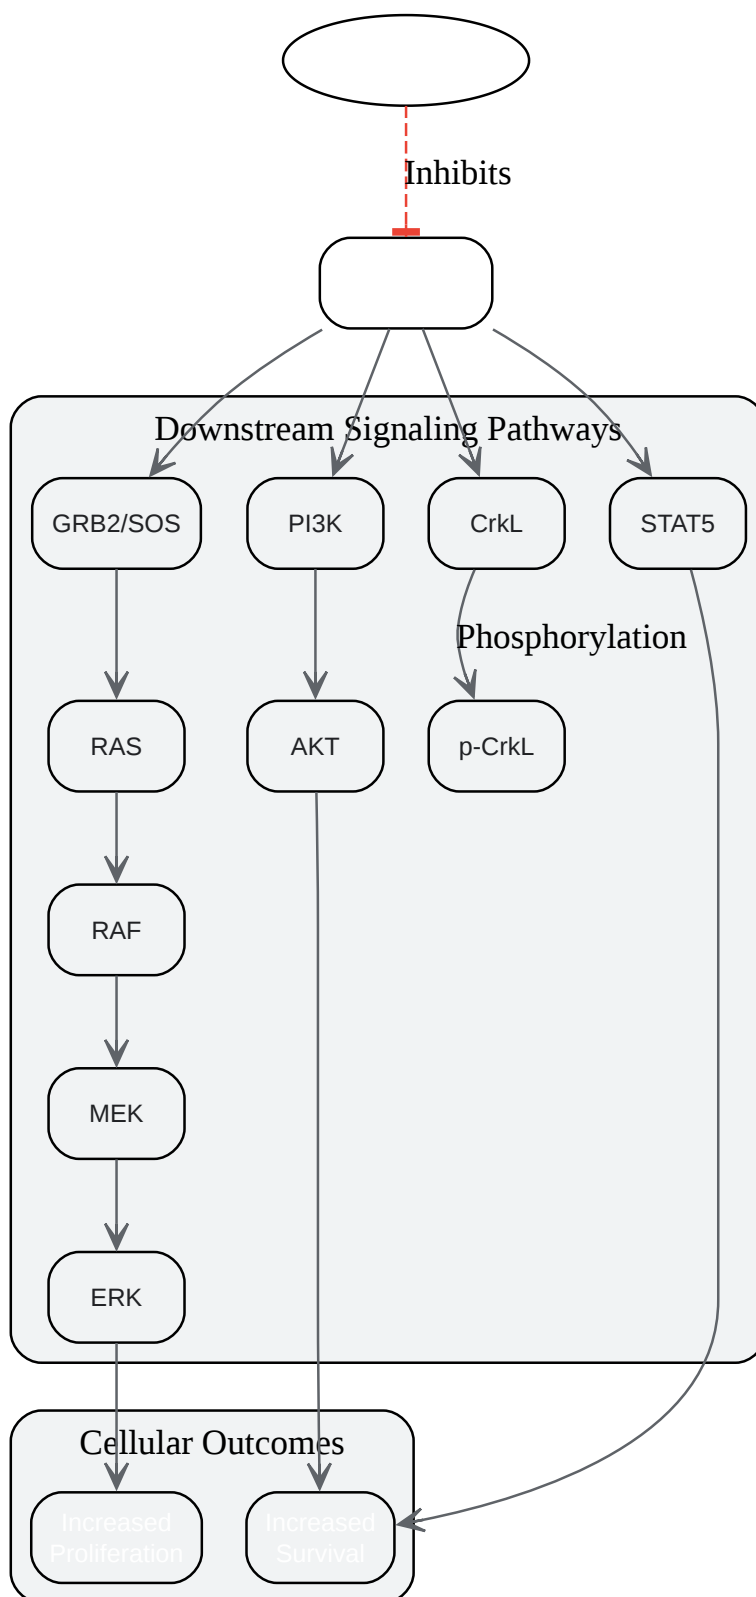 Inhibits
Downstream Signaling Pathways
GRB2/SOS
PI3K
CrkL
STAT5
Phosphorylation
RAS
AKT
p-CrkL
RAF
MEK
ERK
Cellular Outcomes
Increased
Proliferation
Increased
Survival